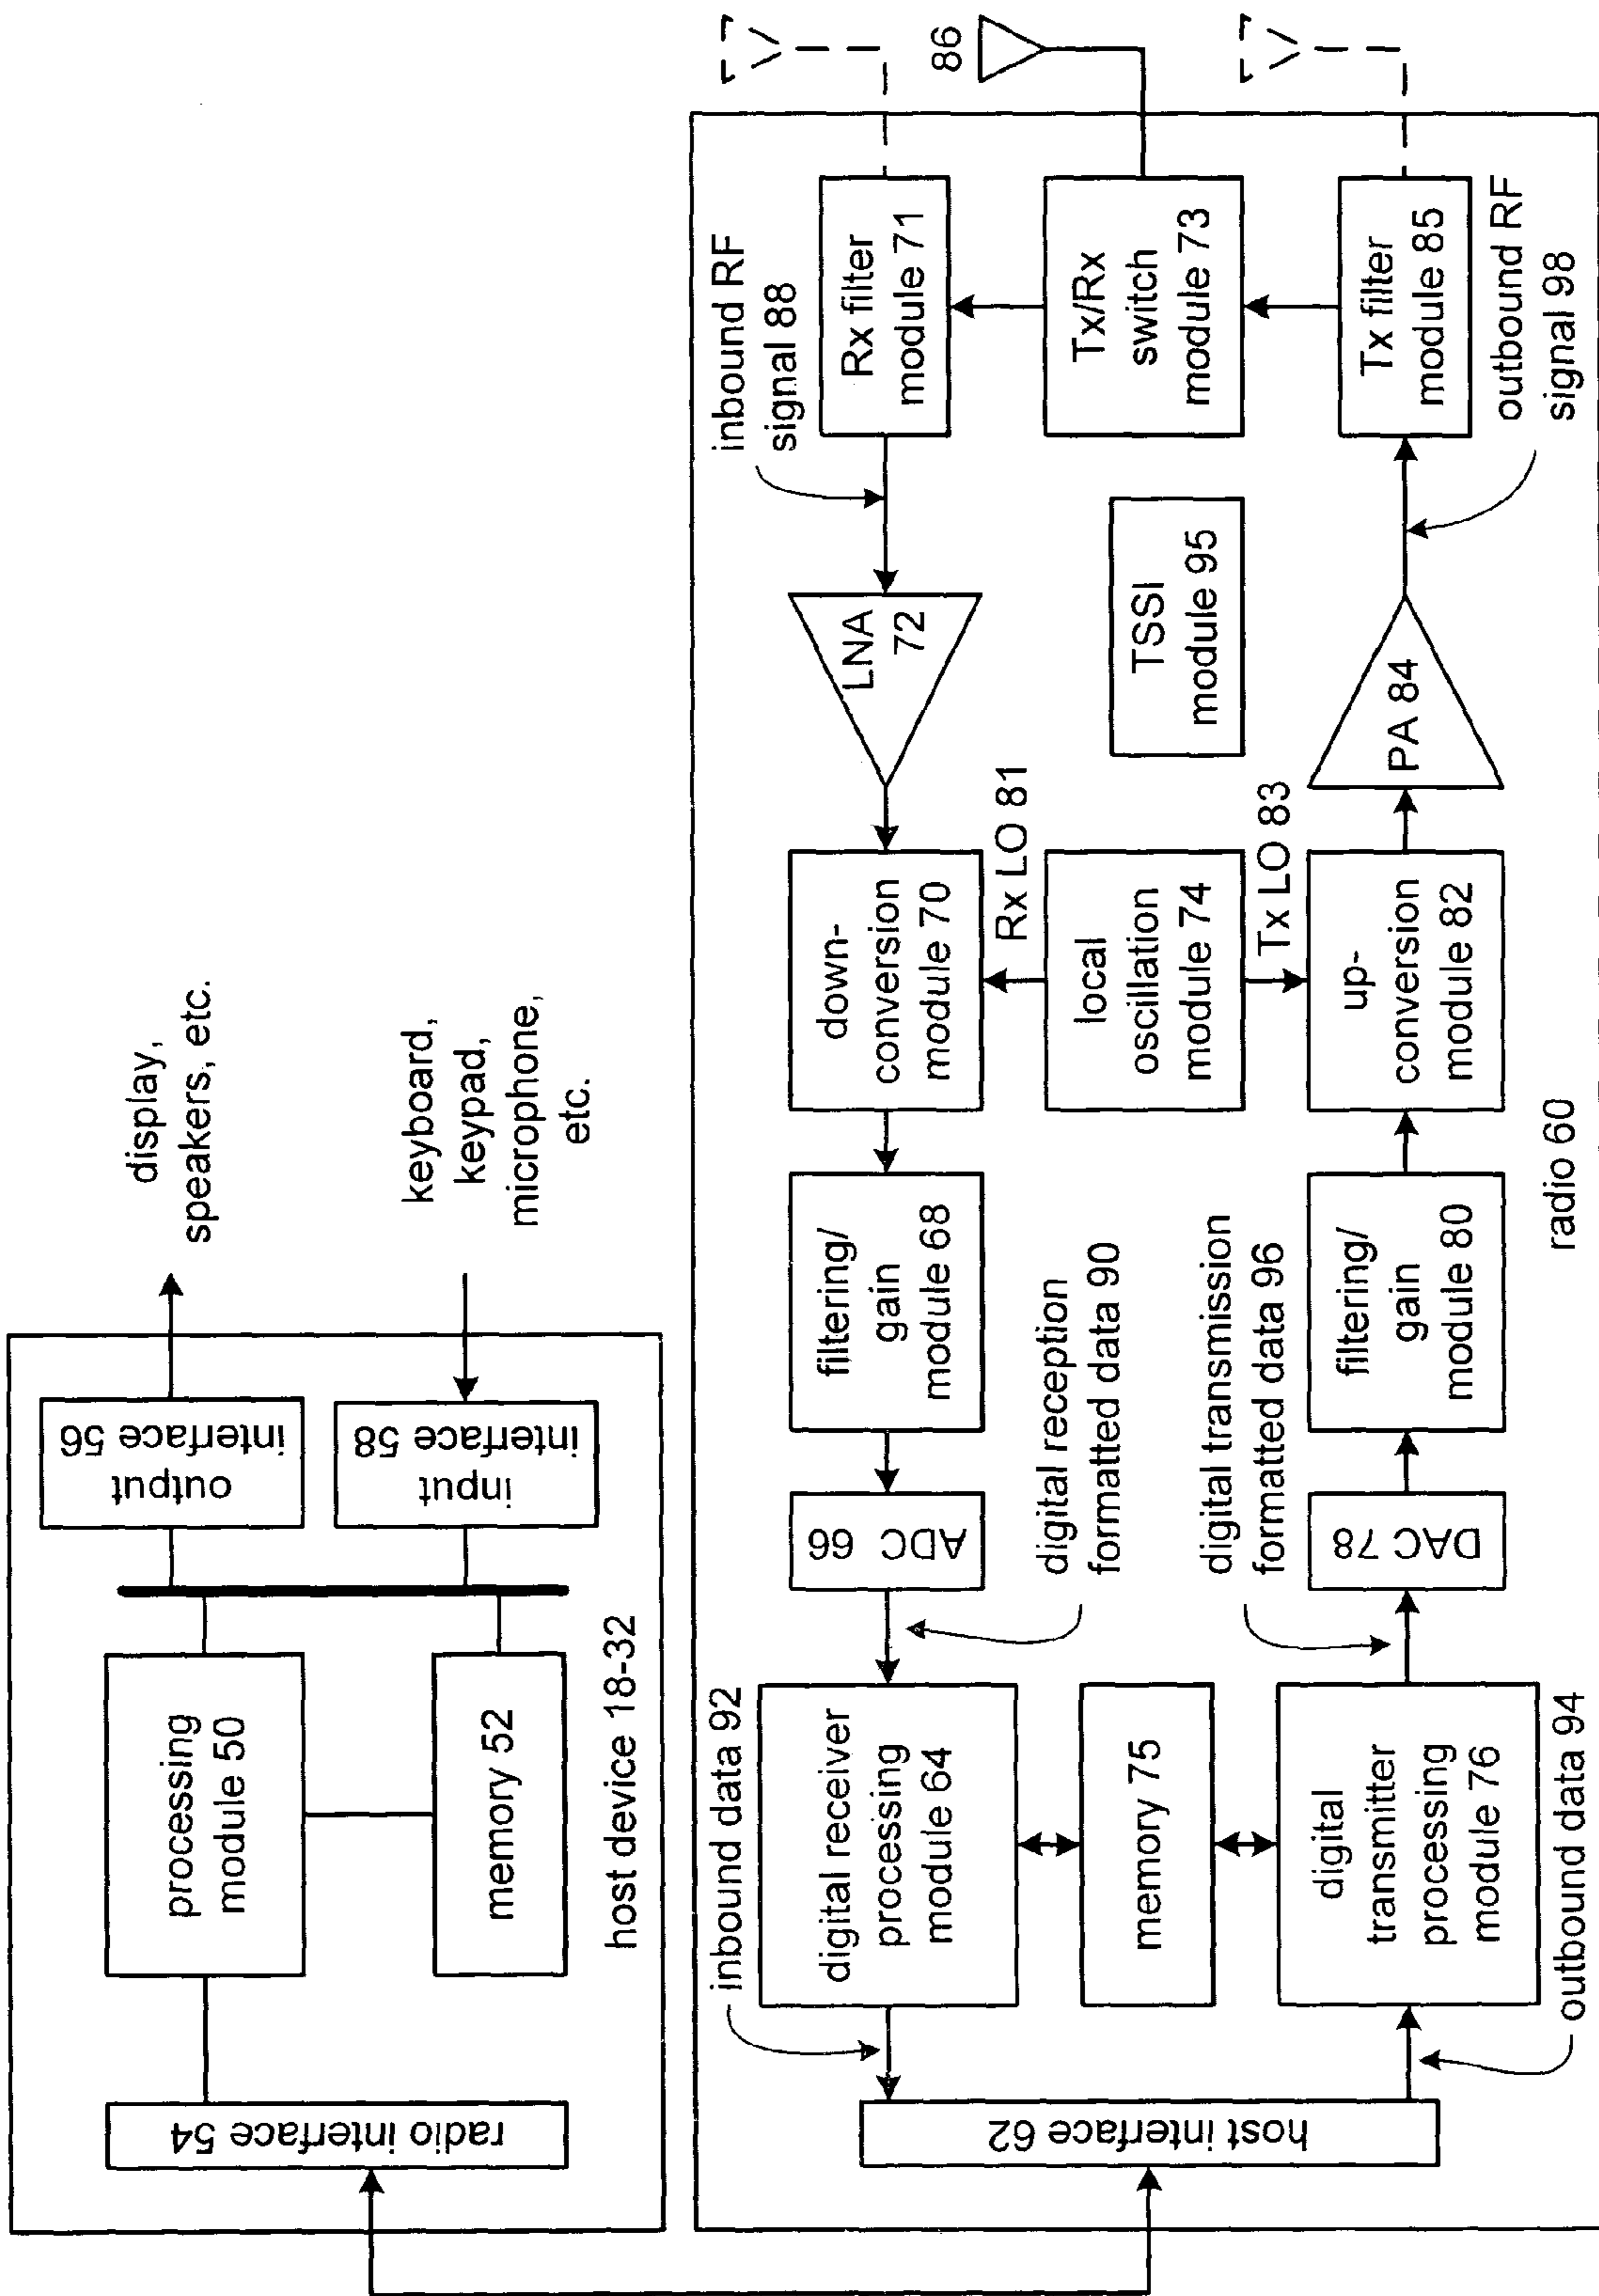 display,
speakers, etc.
keyboard,
keypad,
microphone,
etc.
output
interface 56
input
interface 58
processing
module 50
memory 52
radio interface 54
host device 18-32
inbound data 92
digital receiver
processing
module 64
ADC 66
filtering/
gain
module 68
down-
conversion
module 70
LNA
72
inbound RF
signal 88
Rx filter
module 71
86
host interface 62
memory 75
digital reception
formatted data 90
digital transmission
formatted data 96
Rx LO 81
local
oscillation
module 74
Tx LO 83
TSSI
module 95
Tx/Rx
switch
module 73
digital
transmitter
processing
module 76
DAC 78
filtering/
gain
module 80
up-
conversion
module 82
PA 84
Tx filter
module 85
outbound RF
signal 98
outbound data 94
radio 60